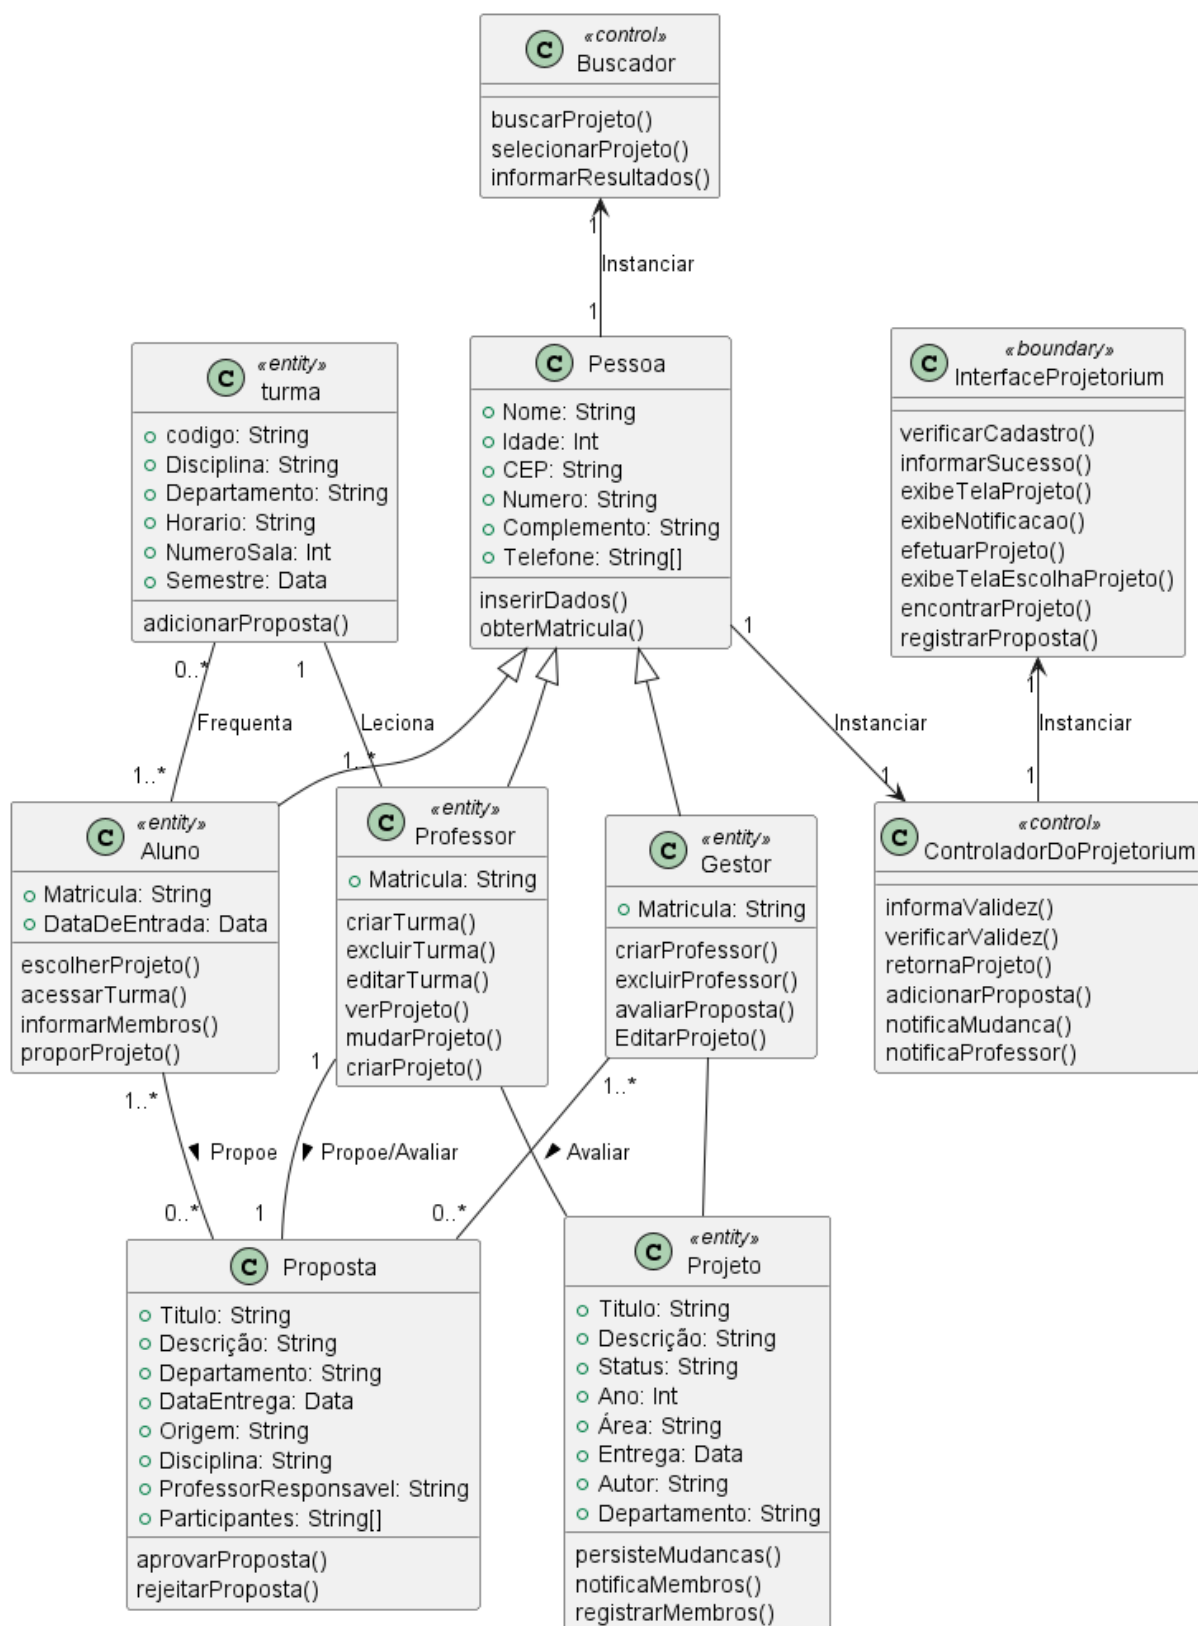 C
«control»
Buscador
buscarProjeto()
selecionarProjeto()
informarResultados()
1
Instanciar
1
C
«entity»
turma
codigo: String
Disciplina: String
Departamento: String
Horario: String
NumeroSala: Int
Semestre: Data
adicionarProposta()
C
Pessoa
Nome: String
Idade: Int
CEP: String
Numero: String
Complemento: String
Telefone: String[]
inserirDados()
obterMatricula()
C
«boundary»
InterfaceProjetorium
verificarCadastro()
informarSucesso()
exibeTelaProjeto()
exibeNotificacao()
efetuarProjeto()
exibeTelaEscolhaProjeto()
encontrarProjeto()
registrarProposta()
0..*
Frequenta
1..*
1
Leciona
1..*
1
Instanciar
1
1
Instanciar
1
C
«entity»
Aluno
Matricula: String
DataDeEntrada: Data
escolherProjeto()
acessarTurma()
informarMembros()
proporProjeto()
C
«entity»
Professor
Matricula: String
criarTurma()
excluirTurma()
editarTurma()
verProjeto()
mudarProjeto()
criarProjeto()
C
«entity»
Gestor
Matricula: String
criarProfessor()
excluirProfessor()
avaliarProposta()
EditarProjeto()
C
«control»
ControladorDoProjetorium
informaValidez()
verificarValidez()
retornaProjeto()
adicionarProposta()
notificaMudanca()
notificaProfessor()
1..*
Propoe
0..*
1
Propoe/Avaliar
1
1..*
Avaliar
0..*
C
Proposta
Titulo: String
Descrição: String
Departamento: String
DataEntrega: Data
Origem: String
Disciplina: String
ProfessorResponsavel: String
Participantes: String[]
aprovarProposta()
rejeitarProposta()
C
«entity»
Projeto
Titulo: String
Descrição: String
Status: String
Ano: Int
Área: String
Entrega: Data
Autor: String
Departamento: String
persisteMudancas()
notificaMembros()
registrarMembros()